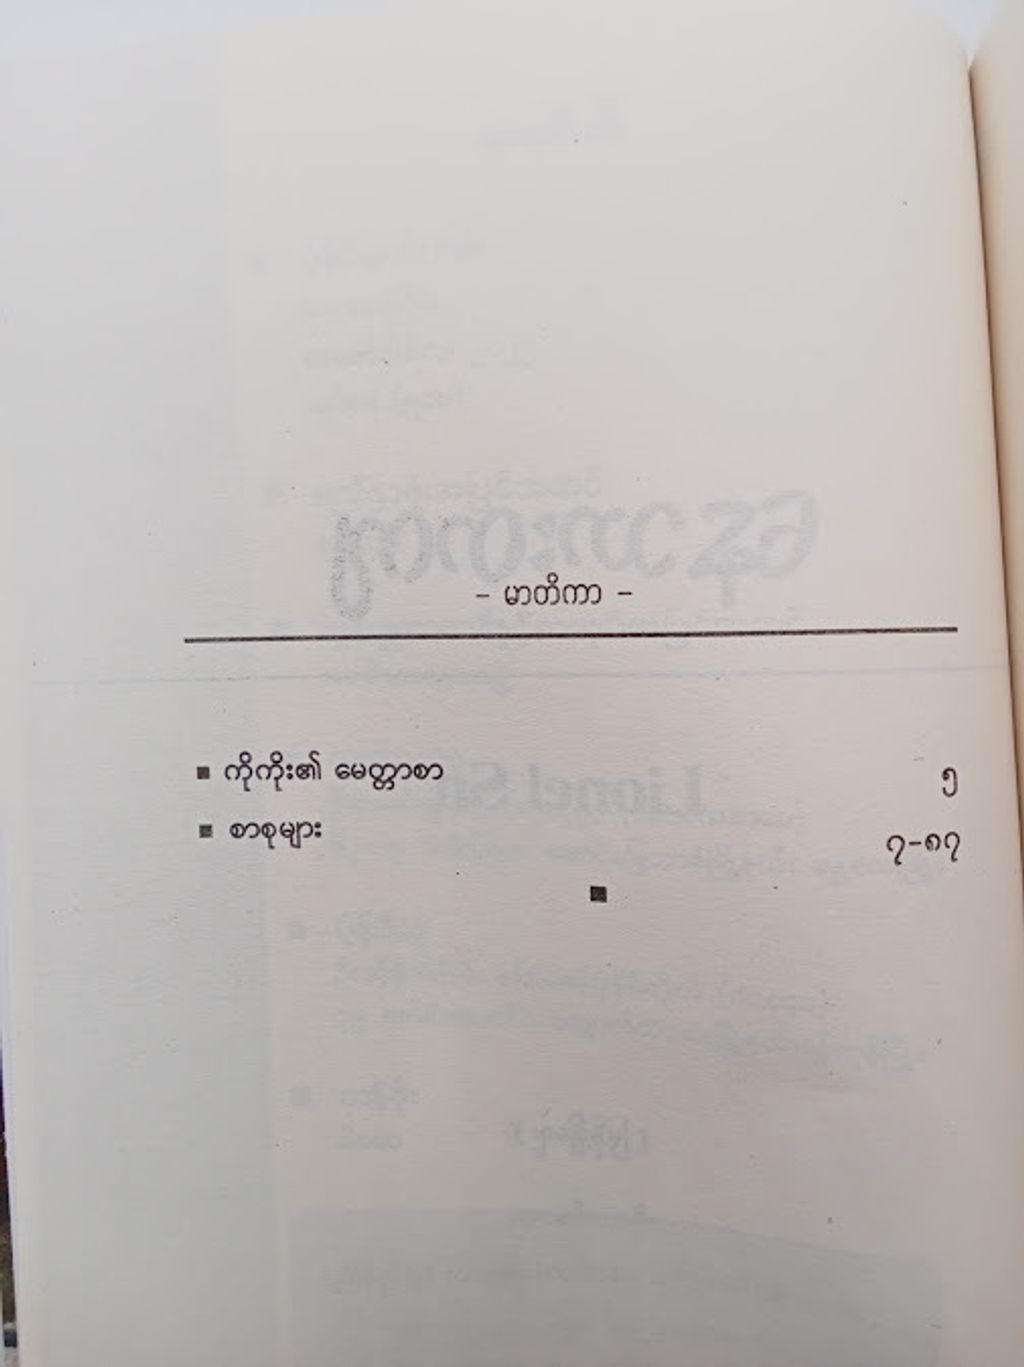 - မာတိကာ -
■ ကိုကိုး၏ မေတ္တာစာ ၅
■ စာစုများ ၇-၈၇